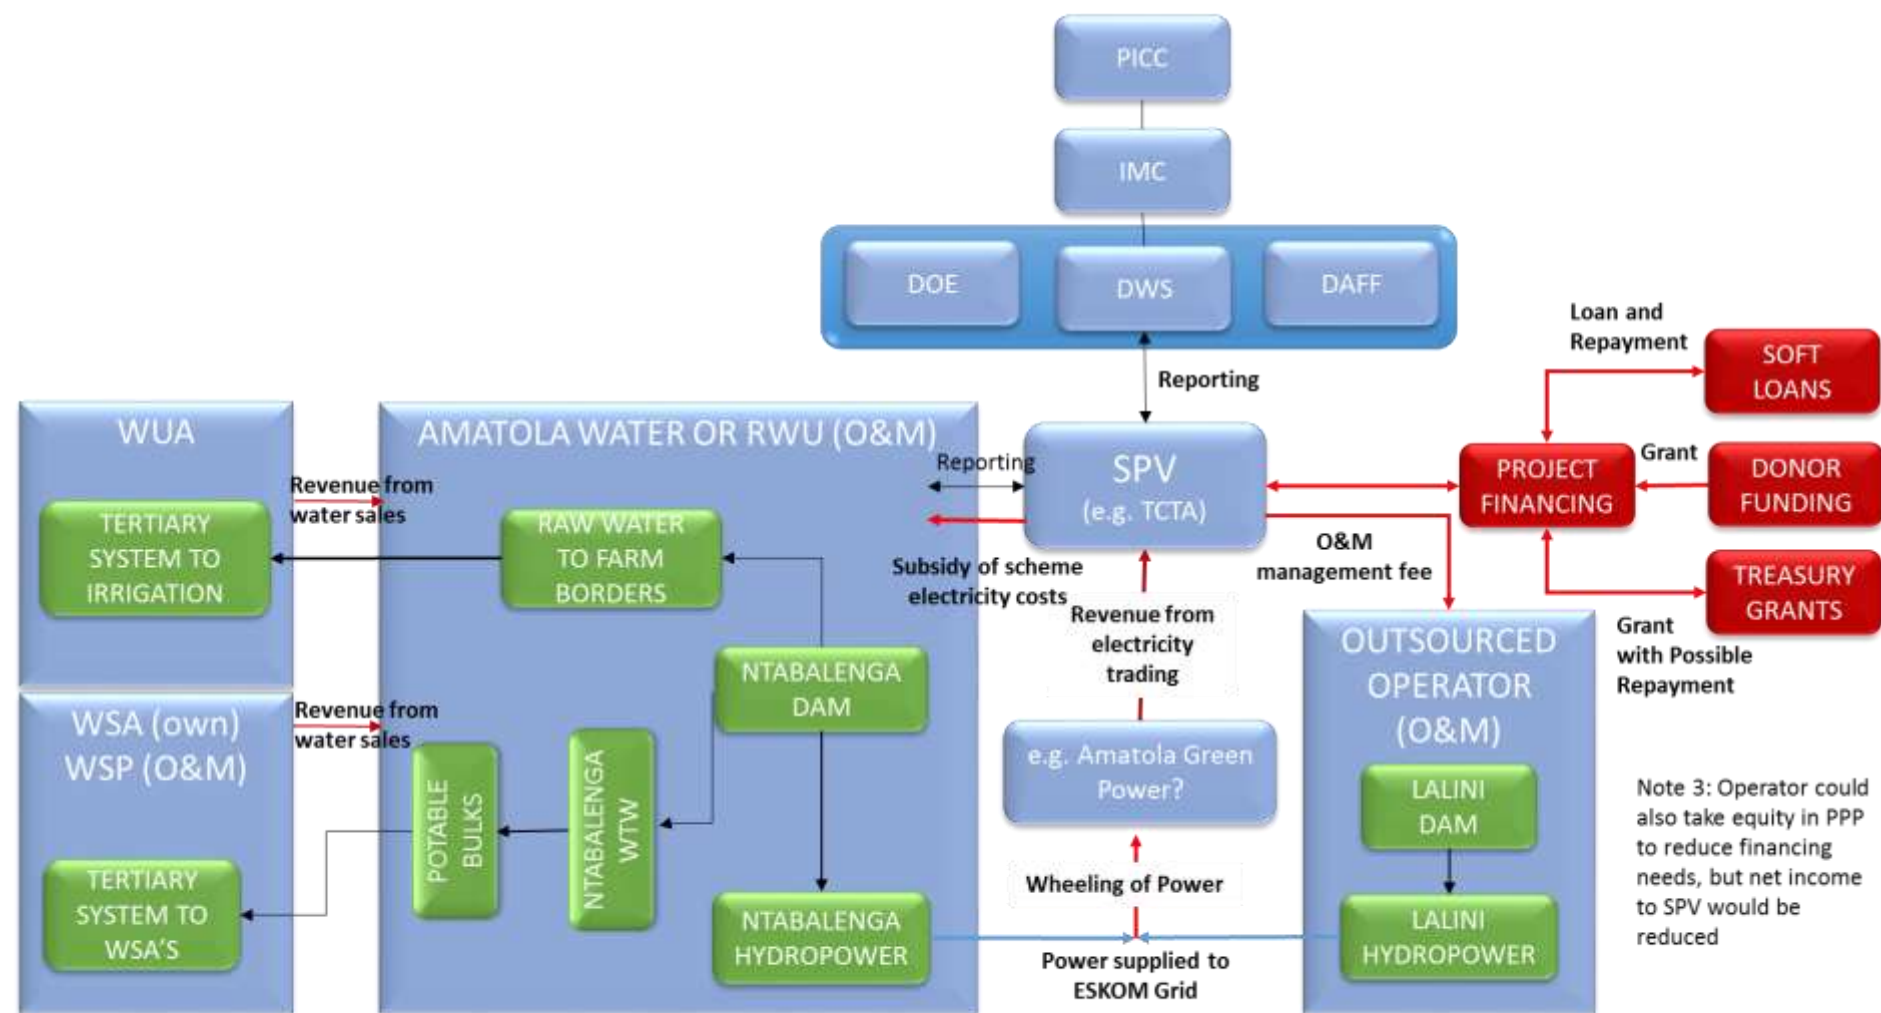 PICC
IMC
DOE
DWS
DAFF
Reporting
Loan and
Repayment
SOFT
LOANS
WUA
TERTIARY
SYSTEM TO
IRRIGATION
Revenue from
water sales
AMATOLA WATER OR RWU (O&M)
RAW WATER
TO FARM
BORDERS
Reporting
SPV
(e.g. TCTA)
PROJECT
FINANCING
Grant
DONOR
FUNDING
Subsidy of scheme
electricity costs
O&M
management fee
TREASURY
GRANTS
Grant
with Possible
Repayment
Revenue from
electricity
trading
OUTSOURCED
OPERATOR
(O&M)
WSA (own)
WSP (O&M)
Revenue from
water sales
NTABALENGA
DAM
POTABLE
BULKS
NTABALENGA
WTW
e.g. Amatola Green
Power?
LALINI
DAM
Note 3: Operator could
also take equity in PPP
to reduce financing
needs, but net income
to SPV would be
reduced
TERTIARY
SYSTEM TO
WSA'S
Wheeling of Power
NTABALENGA
HYDROPOWER
LALINI
HYDROPOWER
Power supplied to
ESKOM Grid